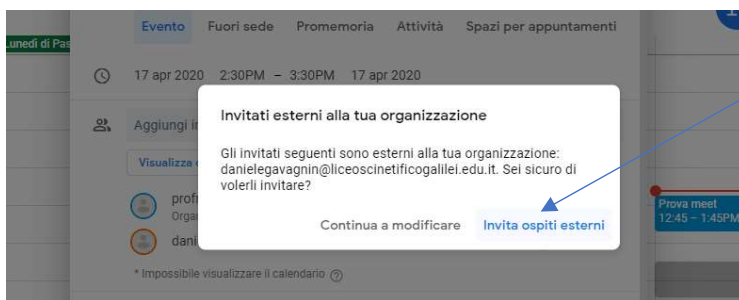 Evento Fuori sede Promemoria Attività Spazi per appuntamenti
Lunedì di Pas
17 apr 2020 2:30PM – 3:30PM 17 apr 2020
Aggiungi in
Invitati esterni alla tua organizzazione
Gli invitati seguenti sono esterni alla tua organizzazione:
danielegavagnin@liceoscinetificogalilei.edu.it. Sei sicuro di
volerli invitare?
Visualizza
profi
Orga
Continua a modificare Invita ospiti esterni
dani
Prova meet
12:45 – 1:45PM
* Impossibile visualizzare il calendario